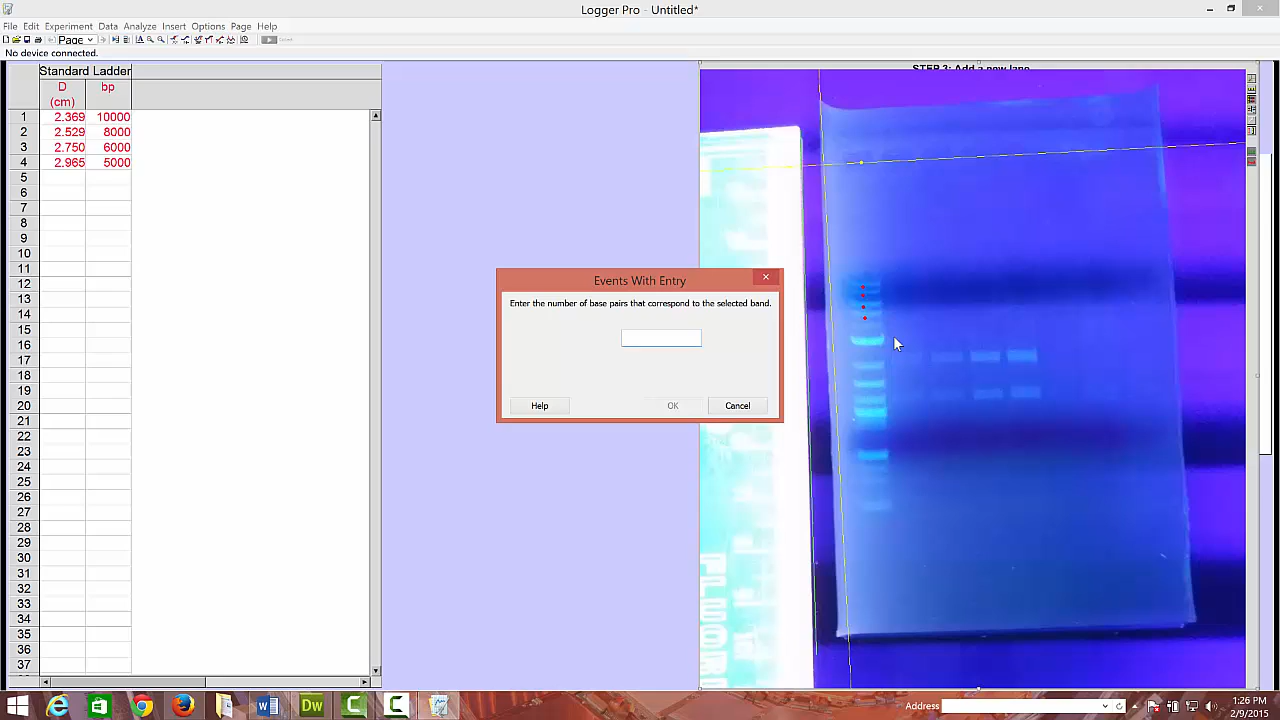 Logger Pro - Untitled*
File Edit Experiment Data Analyze Insert Options Page Help
Page
No device connected.
Standard Ladder
D
(cm)
bp
1 2.369 10000
2 2.529 8000
3 2.750 6000
4 2.965 5000
5
6
7
8
9
10
11
12
13
14
15
16
17
18
19
20
21
22
23
24
25
26
27
28
29
30
31
32
33
34
35
36
37
STEP 3: Add a new lane
Events With Entry
Enter the number of base pairs that correspond to the selected band.
Help OK Cancel
W Dw C C
Address
1:26 PM
2/9/2015